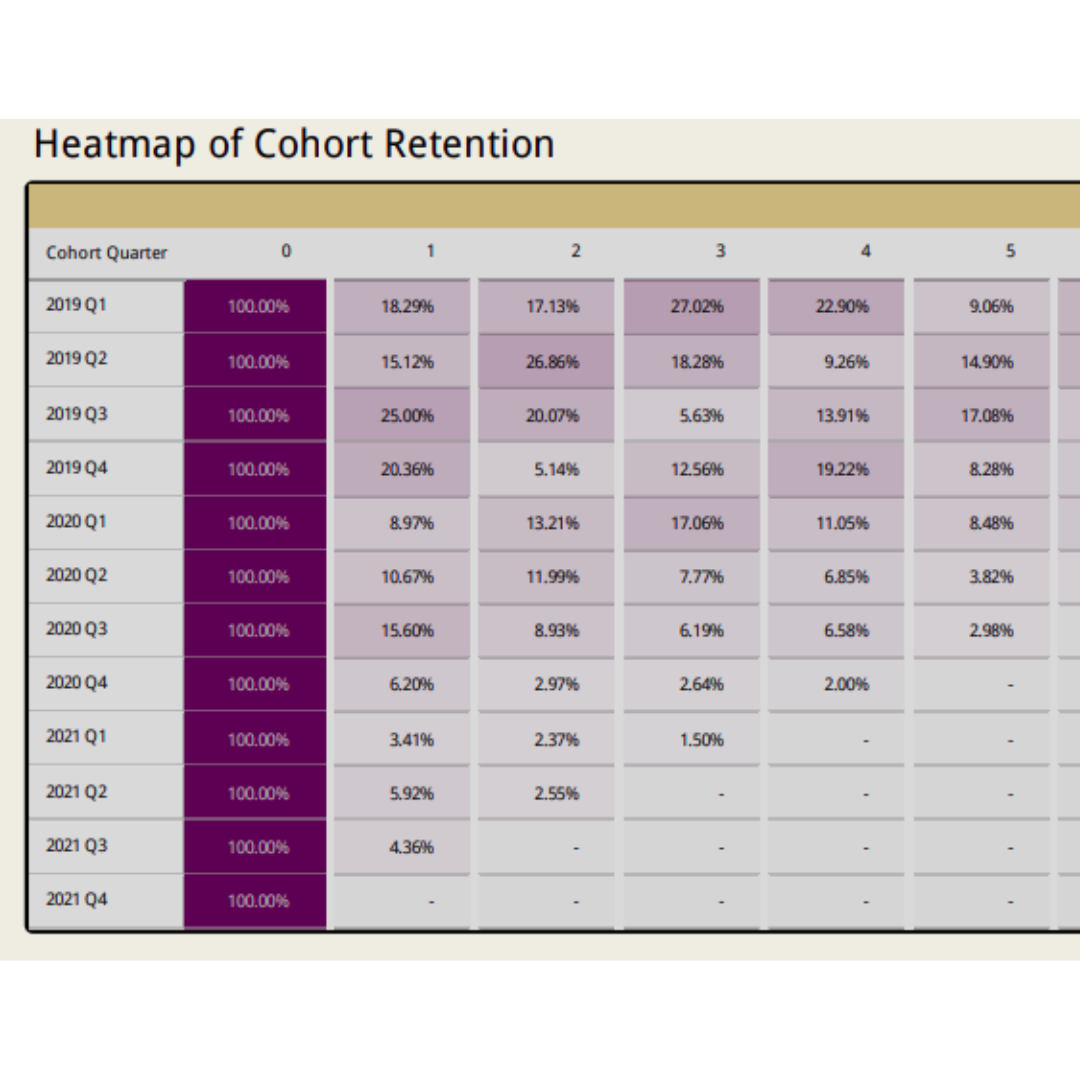 Heatmap of Cohort Retention
Cohort Quarter 0 1 2 3 4 5
2019 Q1 100.00% 18.29% 17.13% 27.02% 22.90% 9.06%
2019 Q2 100.00% 15.12% 26.86% 18.28% 9.26% 14.90%
2019 Q3 100.00% 25.00% 20.07% 5.63% 13.91% 17.08%
2019 Q4 100.00% 20.36% 5.14% 12.56% 19.22% 8.28%
2020 Q1 100.00% 8.97% 13.21% 17.06% 11.05% 8.48%
2020 Q2 100.00% 10.67% 11.99% 7.77% 6.85% 3.82%
2020 Q3 100.00% 15.60% 8.93% 6.19% 6.58% 2.98%
2020 Q4 100.00% 6.20% 2.97% 2.64% 2.00% -
2021 Q1 100.00% 3.41% 2.37% 1.50% - -
2021 Q2 100.00% 5.92% 2.55% - - -
2021 Q3 100.00% 4.36% - - - -
2021 Q4 100.00% - - - - -